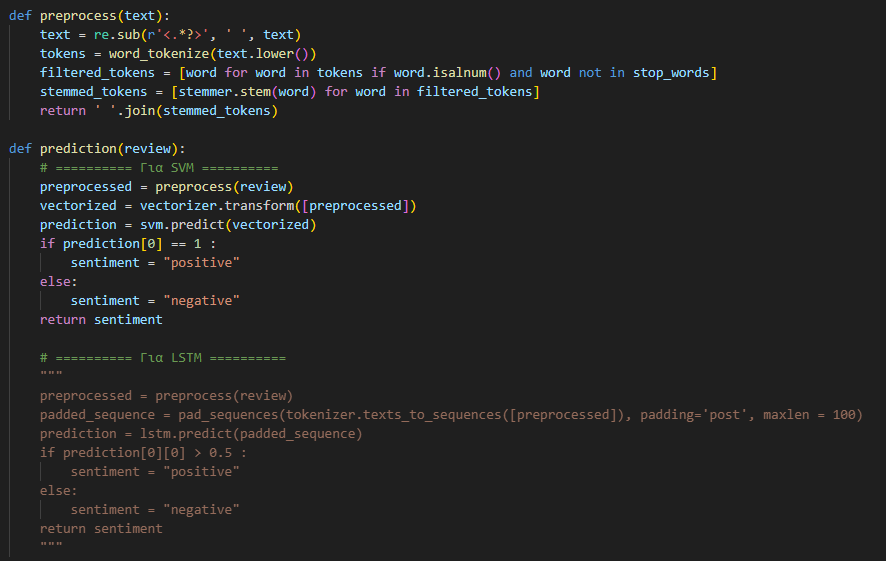 def preprocess(text):
    text = re.sub(r'<.*?>', ' ', text)
    tokens = word_tokenize(text.lower())
    filtered_tokens = [word for word in tokens if word.isalnum() and word not in stop_words]
    stemmed_tokens = [stemmer.stem(word) for word in filtered_tokens]
    return ' '.join(stemmed_tokens)

def prediction(review):
    # ========== Για SVM ==========
    preprocessed = preprocess(review)
    vectorized = vectorizer.transform([preprocessed])
    prediction = svm.predict(vectorized)
    if prediction[0] == 1 :
        sentiment = "positive"
    else:
        sentiment = "negative"
    return sentiment

    # ========== Για LSTM ==========
    """
    preprocessed = preprocess(review)
    padded_sequence = pad_sequences(tokenizer.texts_to_sequences([preprocessed]), padding='post', maxlen = 100)
    prediction = lstm.predict(padded_sequence)
    if prediction[0][0] > 0.5 :
        sentiment = "positive"
    else:
        sentiment = "negative"
    return sentiment
    """